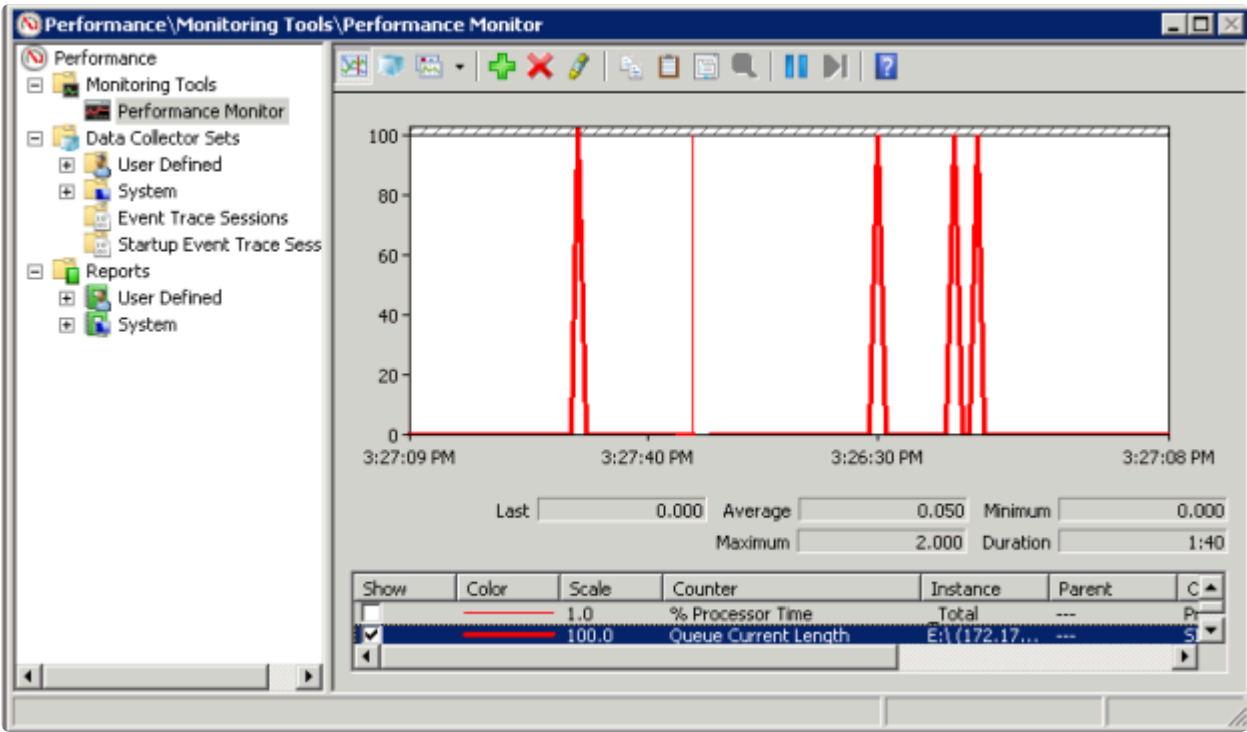 Performance\Monitoring Tools\Performance Monitor
Performance
Monitoring Tools
Performance Monitor
Data Collector Sets
User Defined
System
Event Trace Sessions
Startup Event Trace Sess
Reports
User Defined
System
100
80
60
40
20
0
3:27:09 PM 3:27:40 PM 3:26:30 PM 3:27:08 PM
Last 0.000 Average 0.050 Minimum 0.000
Maximum 2.000 Duration 1:40
Show Color Scale Counter Instance Parent C
1.0 % Processor Time _Total --- Pr
100.0 Queue Current Length E:\ (172.17... ---